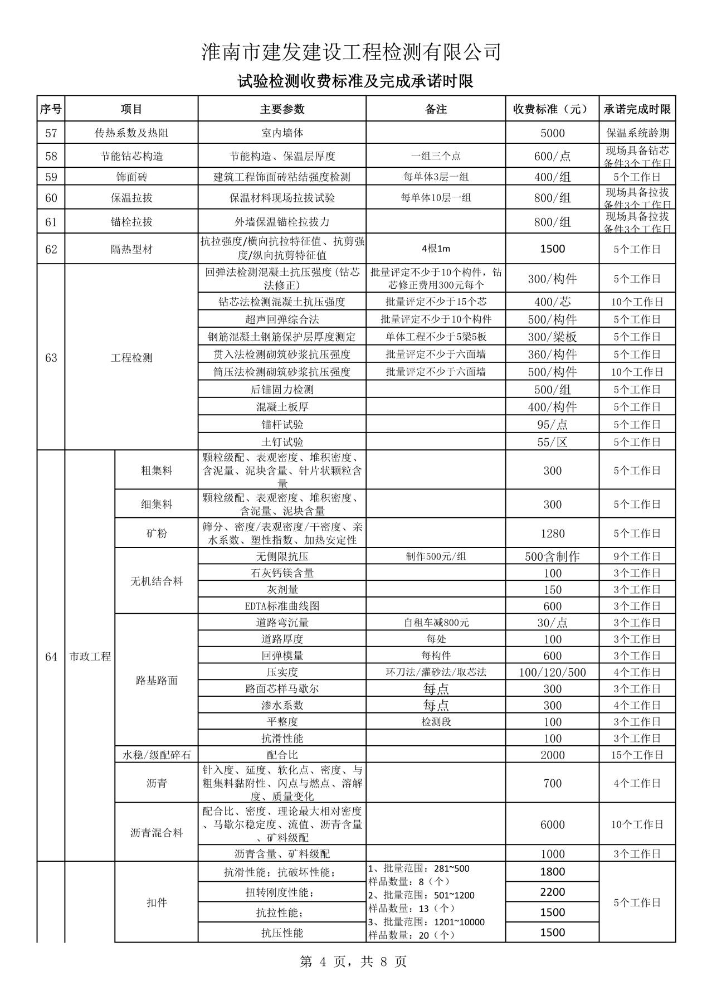 淮南市建发建设工程检测有限公司
试验检测收费标准及完成承诺时限
序号 项目 主要参数 备注 收费标准（元） 承诺完成时限
57 传热系数及热阻 室内墙体 5000 保温系统龄期
58 节能钻芯构造 节能构造、保温层厚度 一组三个点 600/点 现场具备钻芯
条件3个工作日
59 饰面砖 建筑工程饰面砖粘结强度检测 每单体3层一组 400/组 5个工作日
60 保温拉拔 保温材料现场拉拔试验 每单体10层一组 800/组 现场具备拉拔
条件3个工作日
61 锚栓拉拔 外墙保温锚栓拉拔力 800/组 现场具备拉拔
条件3个工作日
62 隔热型材 抗拉强度/横向抗拉特征值、抗剪强
度/纵向抗剪特征值 4根1m 1500 5个工作日
63 工程检测 回弹法检测混凝土抗压强度(钻芯
法修正) 批量评定不少于10个构件，钻
芯修正费用300元每个 300/构件 5个工作日
钻芯法检测混凝土抗压强度 批量评定不少于15个芯 400/芯 10个工作日
超声回弹综合法 批量评定不少于10个构件 500/构件 5个工作日
钢筋混凝土钢筋保护层厚度测定 单体工程不少于5梁5板 300/梁板 5个工作日
贯入法检测砌筑砂浆抗压强度 批量评定不少于六面墙 360/构件 5个工作日
筒压法检测砌筑砂浆抗压强度 批量评定不少于六面墙 500/构件 10个工作日
后锚固力检测 500/组 5个工作日
混凝土板厚 400/构件 5个工作日
锚杆试验 95/点 5个工作日
土钉试验 55/区 5个工作日
64 市政工程 粗集料 颗粒级配、表观密度、堆积密度、
含泥量、泥块含量、针片状颗粒含
量 300 5个工作日
细集料 颗粒级配、表观密度、堆积密度、
含泥量、泥块含量 300 5个工作日
矿粉 筛分、密度/表观密度/干密度、亲
水系数、塑性指数、加热安定性 1280 5个工作日
无机结合料 无侧限抗压 制作500元/组 500含制作 9个工作日
石灰钙镁含量 100 3个工作日
灰剂量 150 3个工作日
EDTA标准曲线图 600 3个工作日
路基路面 道路弯沉量 自租车减800元 30/点 3个工作日
道路厚度 每处 100 3个工作日
回弹模量 每构件 600 3个工作日
压实度 环刀法/灌砂法/取芯法 100/120/500 4个工作日
路面芯样马歇尔 每点 300 3个工作日
渗水系数 每点 300 4个工作日
平整度 检测段 100 3个工作日
抗滑性能 100 3个工作日
水稳/级配碎石 配合比 2000 15个工作日
沥青 针入度、延度、软化点、密度、与
粗集料黏附性、闪点与燃点、溶解
度、质量变化 700 4个工作日
沥青混合料 配合比、密度、理论最大相对密度
、马歇尔稳定度、流值、沥青含量
、矿料级配 6000 10个工作日
沥青含量、矿料级配 1000 3个工作日
扣件 抗滑性能；抗破坏性能； 1、批量范围：281~500
样品数量：8（个） 1800 5个工作日
扭转刚度性能； 2、批量范围：501~1200 2200
抗拉性能； 样品数量：13（个） 1500
3、批量范围：1201~10000
抗压性能 样品数量：20（个） 1500
第 4 页，共 8 页